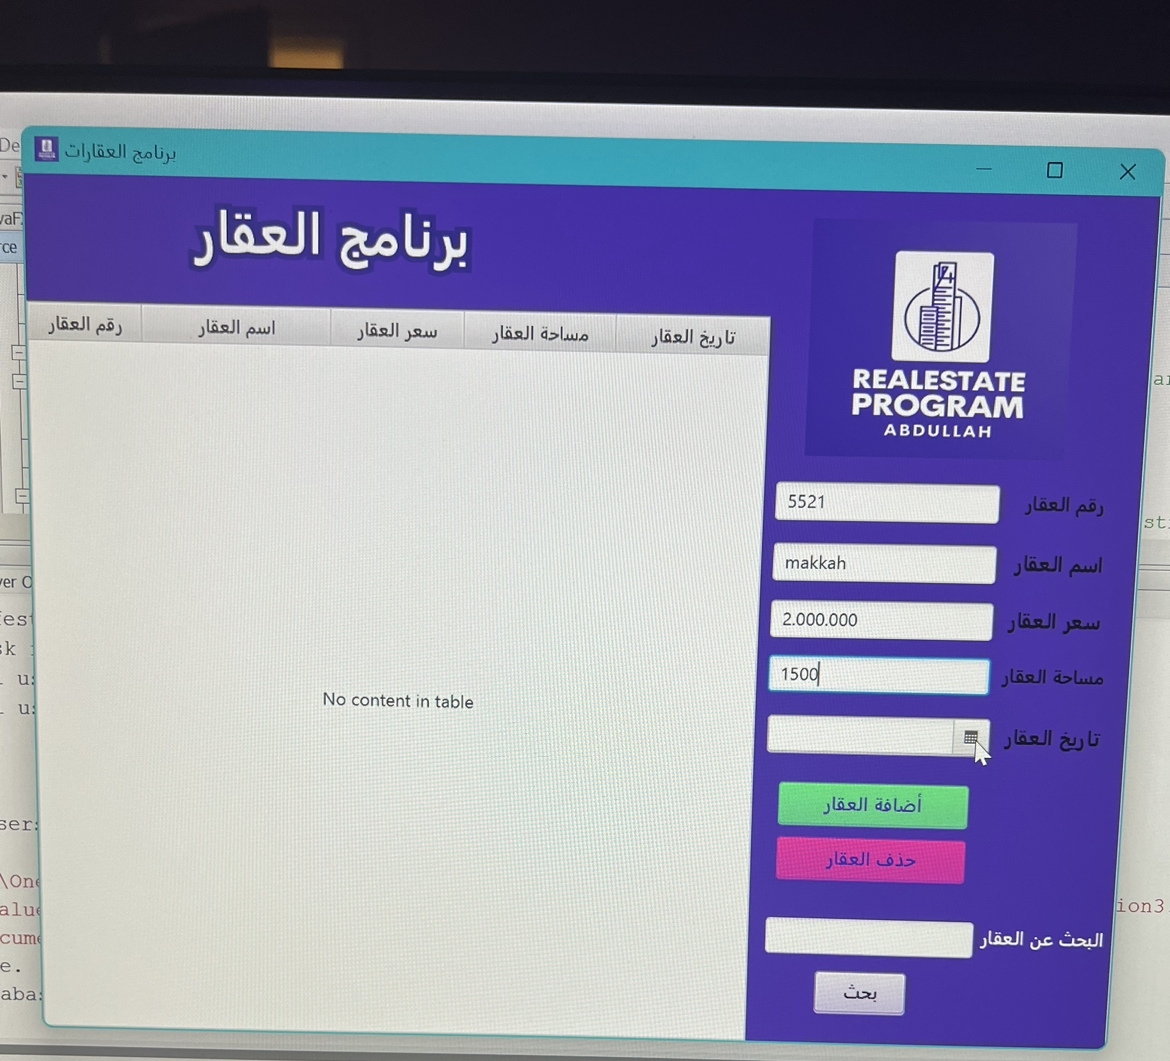 برنامج العقارات
برنامج العقار
REALESTATE
PROGRAM
ABDULLAH
رقم العقار
اسم العقار
سعر العقار
مساحة العقار
تاريخ العقار
No content in table
5521
رقم العقار
makkah
اسم العقار
2.000.000
سعر العقار
1500
مساحة العقار
تاريخ العقار
أضافة العقار
حذف العقار
البحث عن العقار
بحث